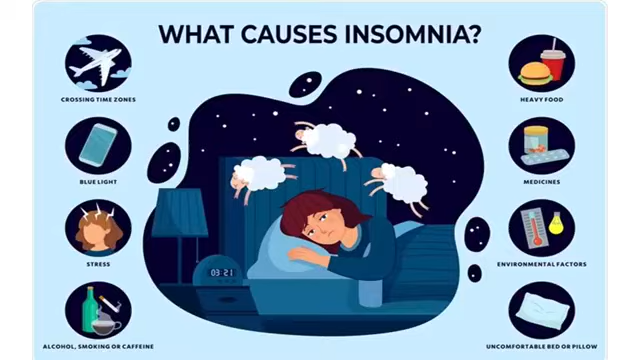 WHAT CAUSES INSOMNIA?
CROSSING TIME ZONES
BLUE LIGHT
STRESS
ALCOHOL, SMOKING OR CAFFEINE
03:21
HEAVY FOOD
MEDICINES
ENVIRONMENTAL FACTORS
UNCOMFORTABLE BED OR PILLOW